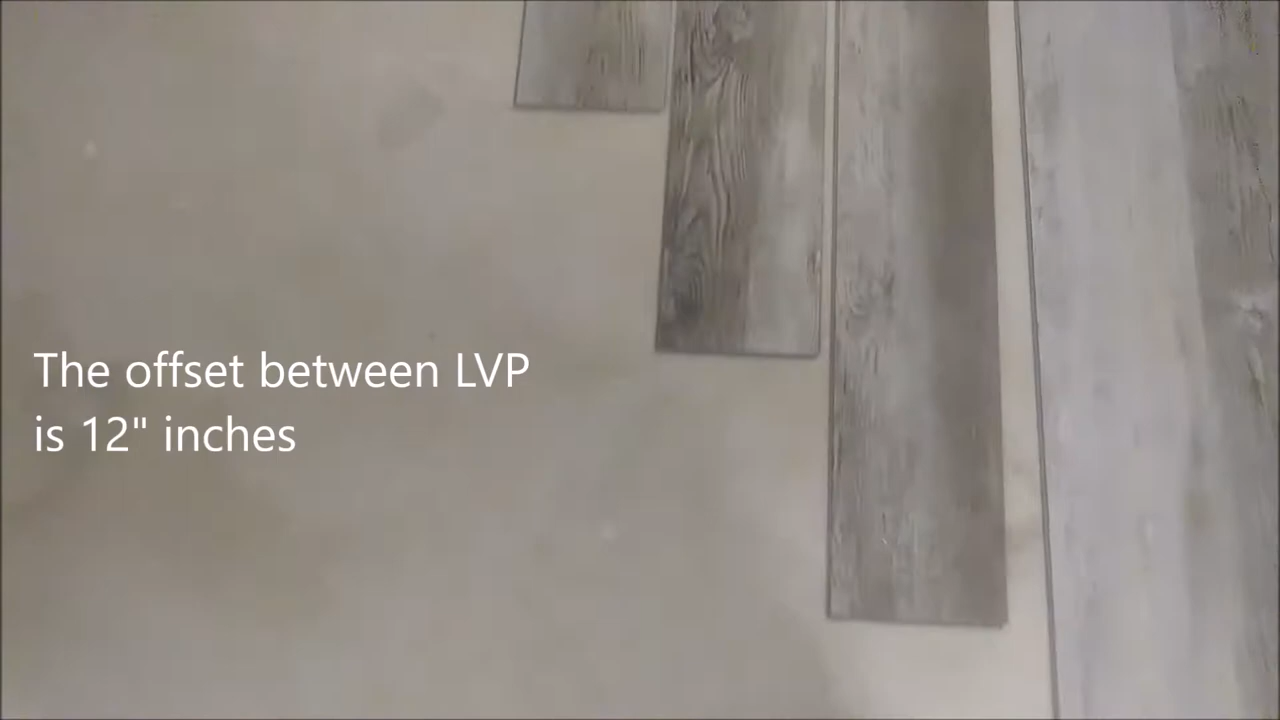 The offset between LVP
is 12" inches